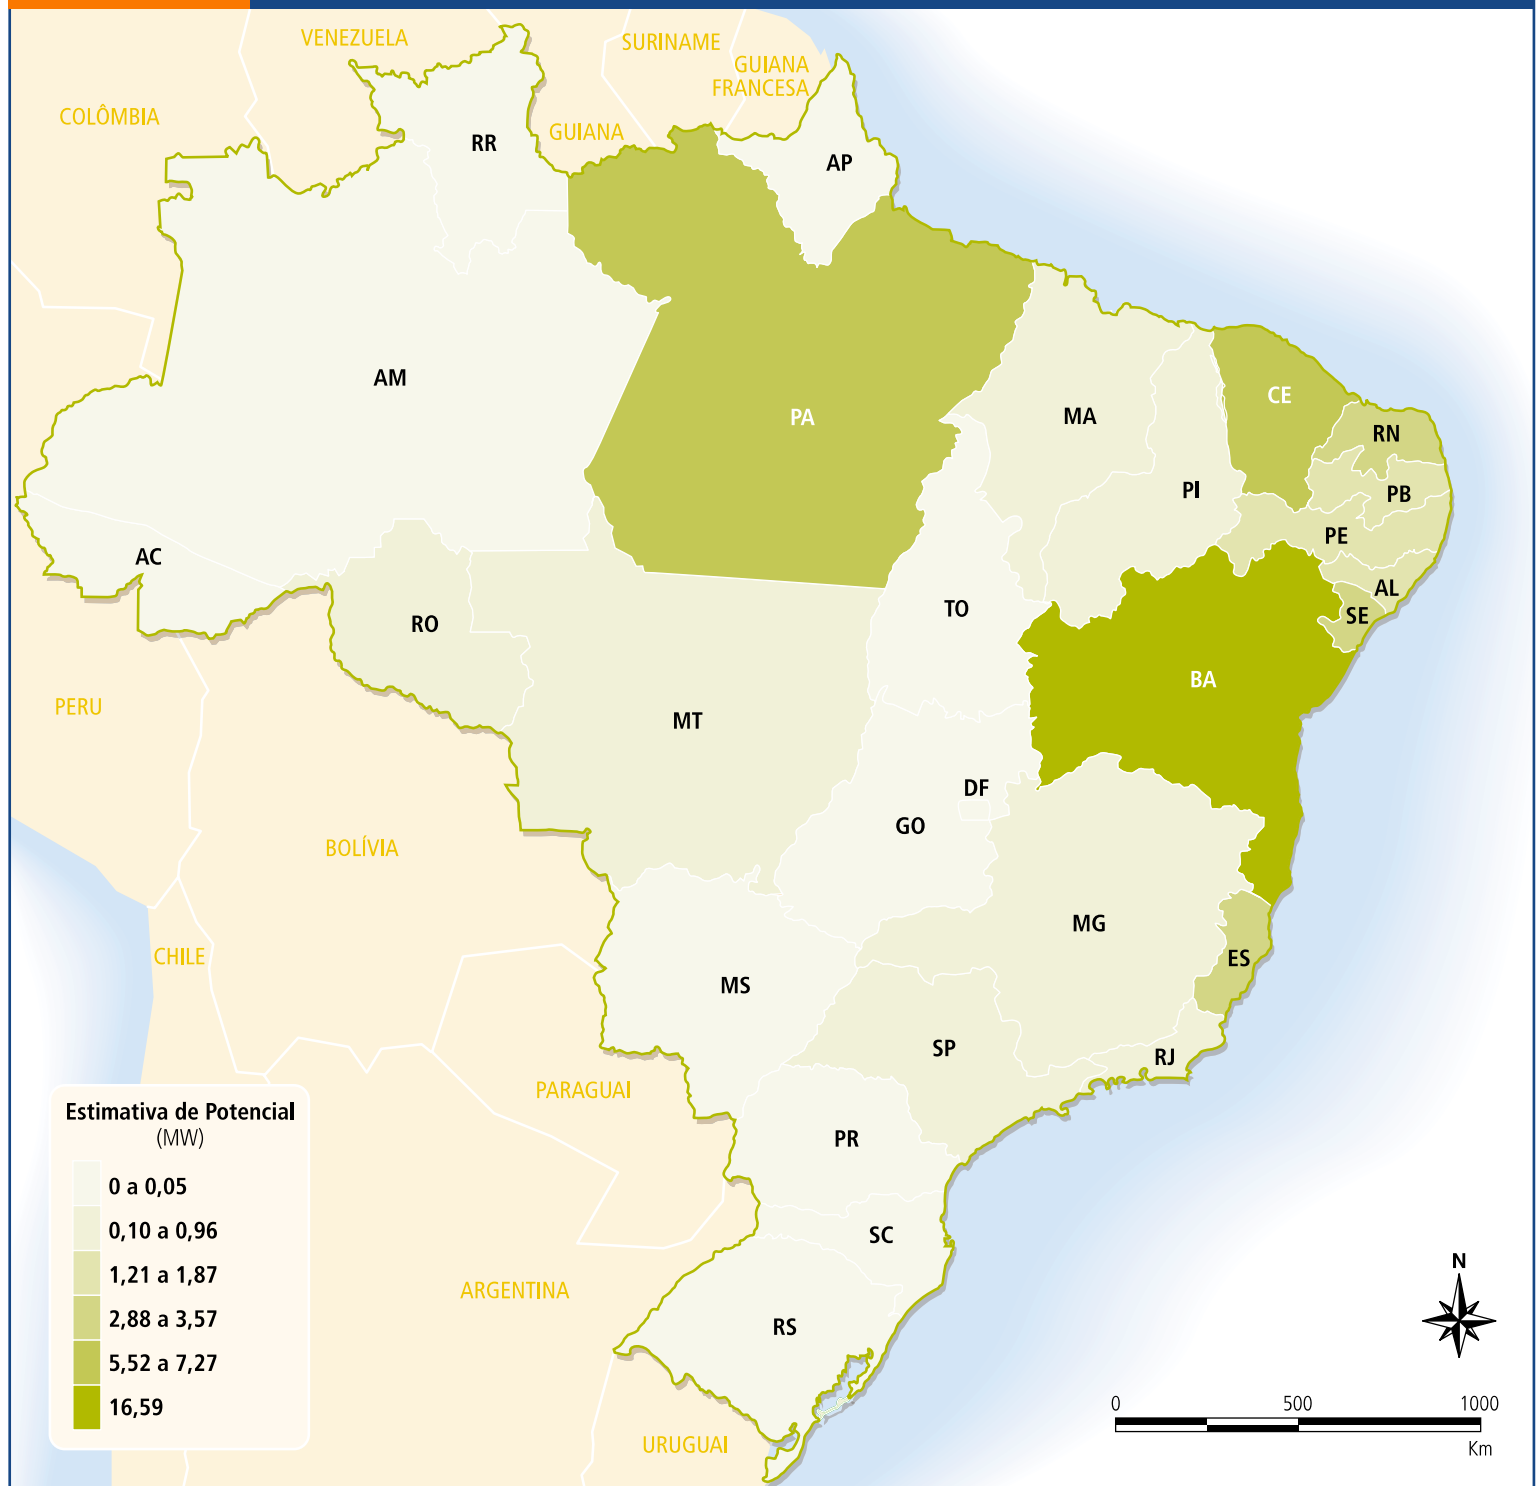 VENEZUELA
SURINAME
GUIANA
FRANCESA
COLÔMBIA
GUIANA
RR
AP
AM
PA
MA
CE
RN
PI
PB
PE
AC
AL
SE
TO
RO
BA
PERU
MT
DF
GO
BOLÍVIA
MG
CHILE
ES
MS
SP
RJ
PARAGUAI
PR
SC
ARGENTINA
RS
URUGUAI
Estimativa de Potencial
(MW)
0 a 0,05
0,10 a 0,96
1,21 a 1,87
2,88 a 3,57
5,52 a 7,27
16,59
N
0 500 1000
Km